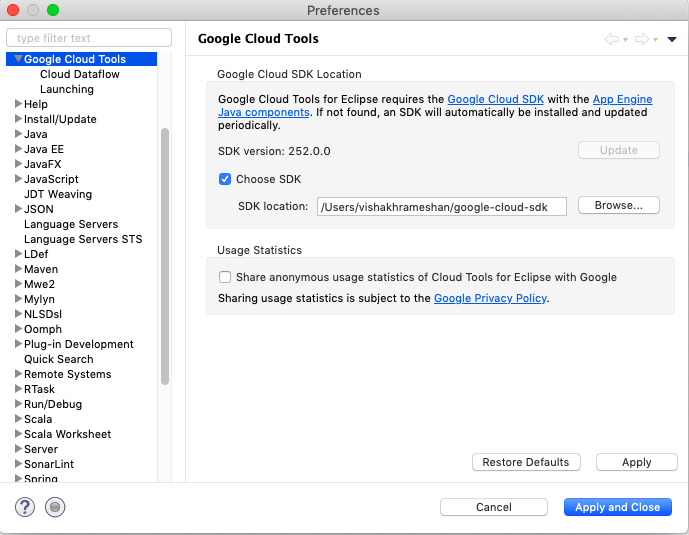 Preferences
type filter text
Google Cloud Tools
Cloud Dataflow
Launching
Help
Install/Update
Java
Java EE
JavaFX
JavaScript
JDT Weaving
JSON
Language Servers
Language Servers STS
LDef
Maven
Mwe2
Mylyn
NLSDsl
Oomph
Plug-in Development
Quick Search
Remote Systems
RTask
Run/Debug
Scala
Scala Worksheet
Server
SonarLint
Spring
Google Cloud Tools
Google Cloud SDK Location
Google Cloud Tools for Eclipse requires the Google Cloud SDK with the App Engine
Java components. If not found, an SDK will automatically be installed and updated
periodically.
SDK version: 252.0.0
Update
Choose SDK
SDK location: /Users/vishakhrameshan/google-cloud-sdk Browse...
Usage Statistics
Share anonymous usage statistics of Cloud Tools for Eclipse with Google
Sharing usage statistics is subject to the Google Privacy Policy.
Restore Defaults Apply
? Cancel Apply and Close